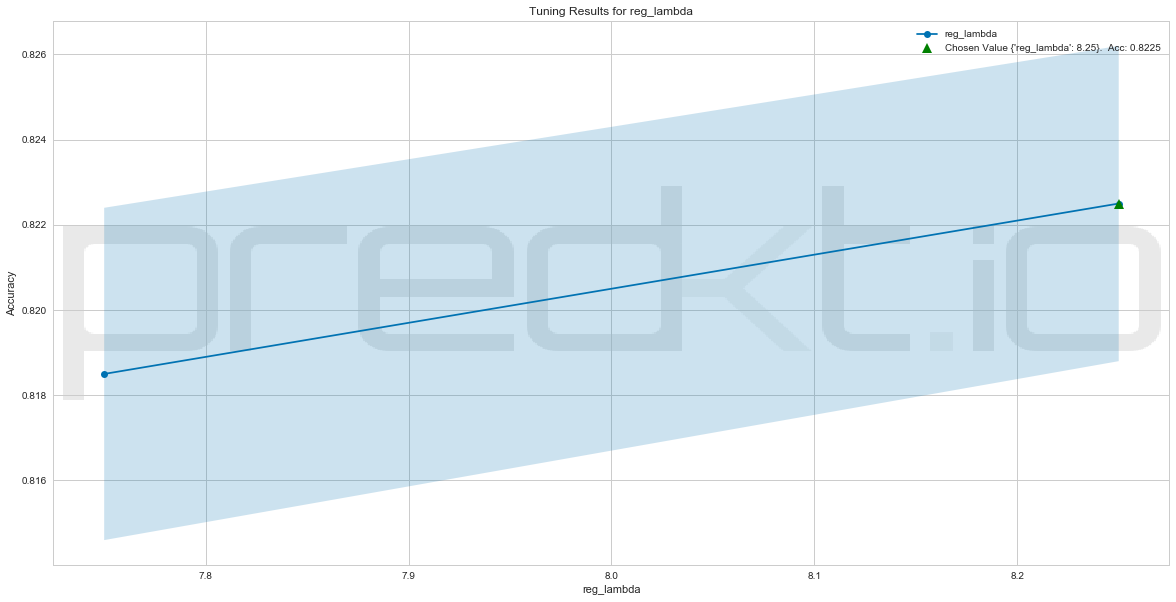 Tuning Results for reg_lambda
reg_lambda
Chosen Value {'reg_lambda': 8.25}, Acc: 0.8225
0.826
0.824
0.822
0.820
0.818
0.816
Accuracy
predkt.io
7.8
7.9
8.0
8.1
8.2
reg_lambda